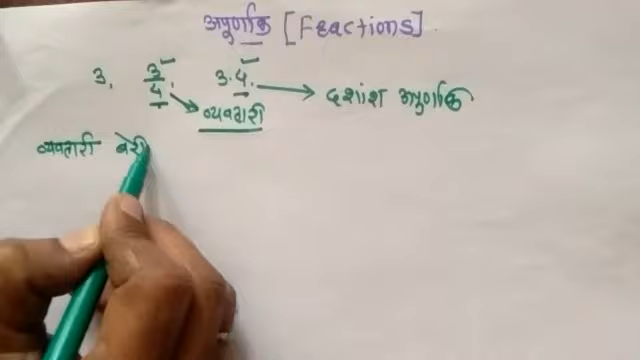 अपूर्णांक [Fractions].
3. 3/4. 3.4. → दशांश अपूर्णांक
व्यवहारी
व्यवहारी